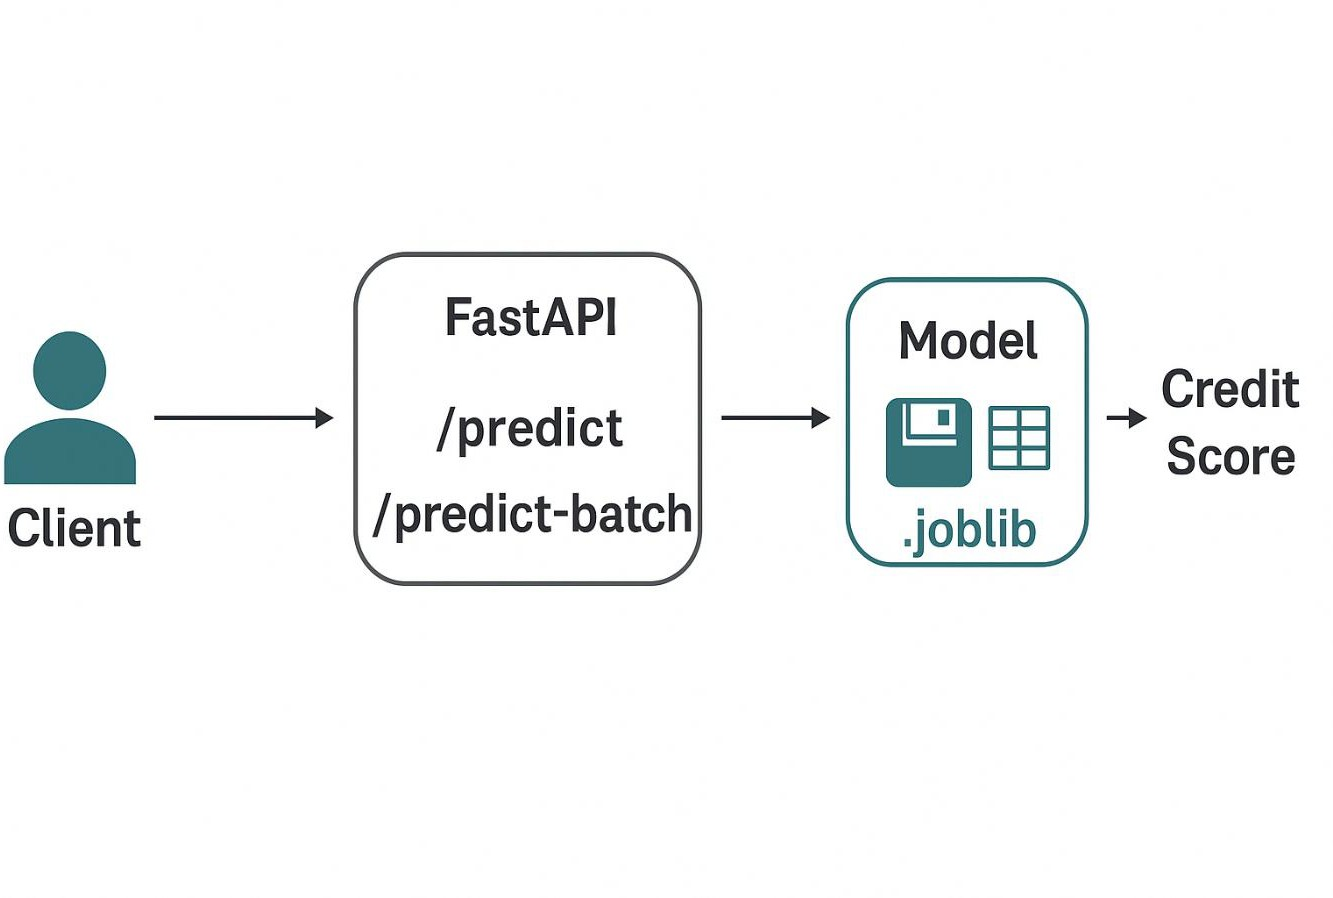 Client
FastAPI
/predict
/predict-batch
Model
.joblib
Credit
Score